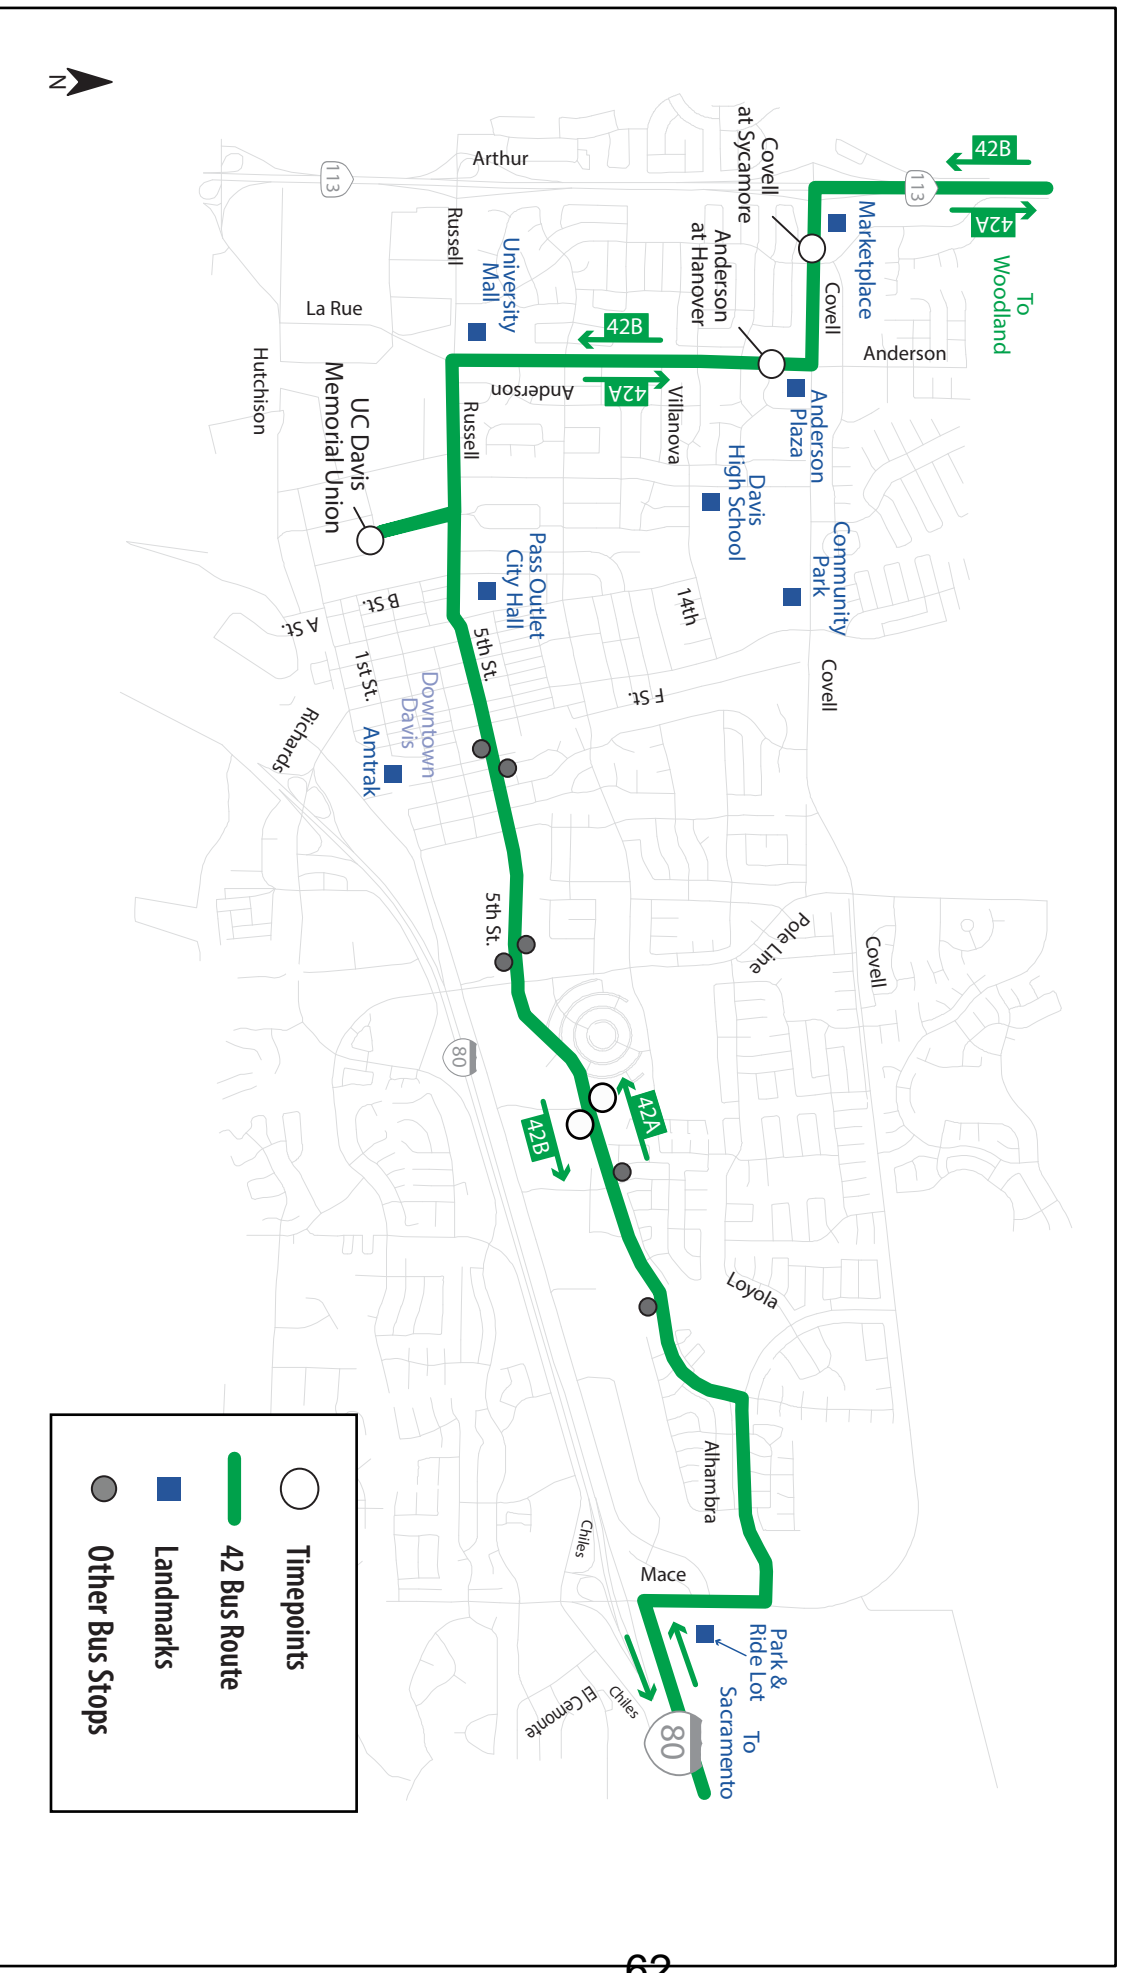 N
42B
42A
113
To
Woodland
Covell
at Sycamore
Marketplace
Arthur
113
Russell
University
Mall
Anderson
at Hanover
Covell
Anderson
La Rue
42B
42A
Hutchison
UC Davis
Memorial Union
Anderson
Russell
Villanova
Anderson
Plaza
Davis
High School
Community
Park
Pass Outlet
City Hall
14th
B St.
A St.
1st St.
5th St.
F St.
Covell
Downtown
Davis
Richards
Amtrak
5th St.
Pole Line
Covell
80
42A
42B
Loyola
Alhambra
Chiles
Mace
Park &
Ride Lot
To
Sacramento
El Cemonte
Chiles
80
Timepoints
42 Bus Route
Landmarks
Other Bus Stops
62